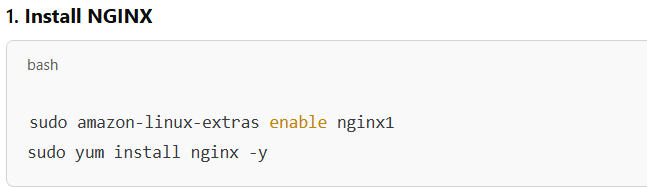 1. Install NGINX
bash
sudo amazon-linux-extras enable nginx1
sudo yum install nginx -y